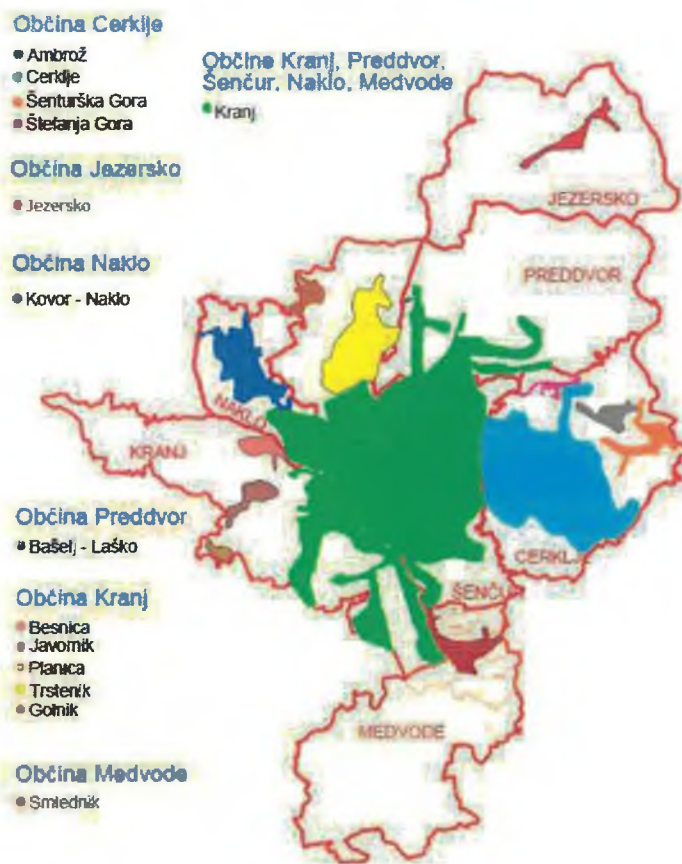 Občina Cerklje
Ambrož
Cerklje
Šenturška Gora
Štefanja Gora
Občine Kranj, Preddvor,
Šenčur, Naklo, Medvode
Kranj
Občina Jezersko
Jezersko
Občina Naklo
Kovor - Naklo
Občina Preddvor
Bašelj - Laško
Občina Kranj
Besnica
Javornik
Planica
Trstenik
Golnik
Občina Medvode
Smlednik
JEZERSKO
PREDDVOR
NAKLO
KRANJ
CERKLJ
ŠENČU
MEDVODE